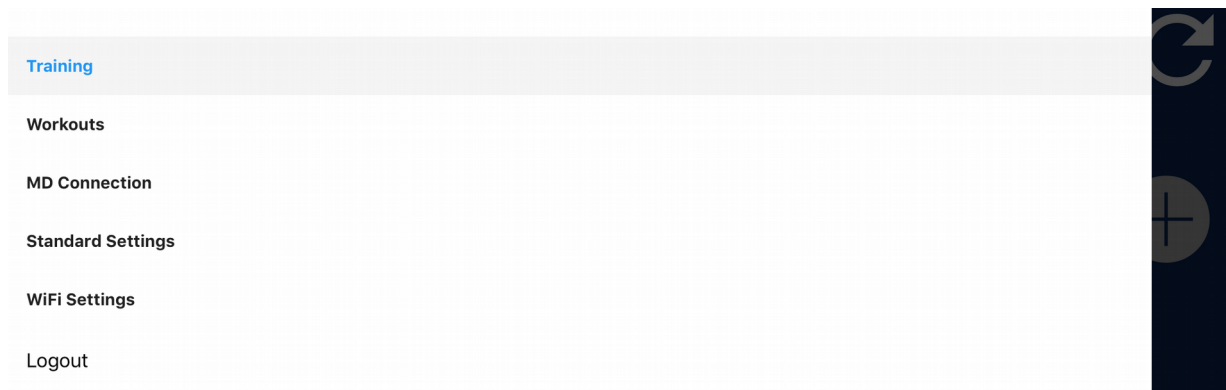 Training
Workouts
MD Connection
Standard Settings
WiFi Settings
Logout